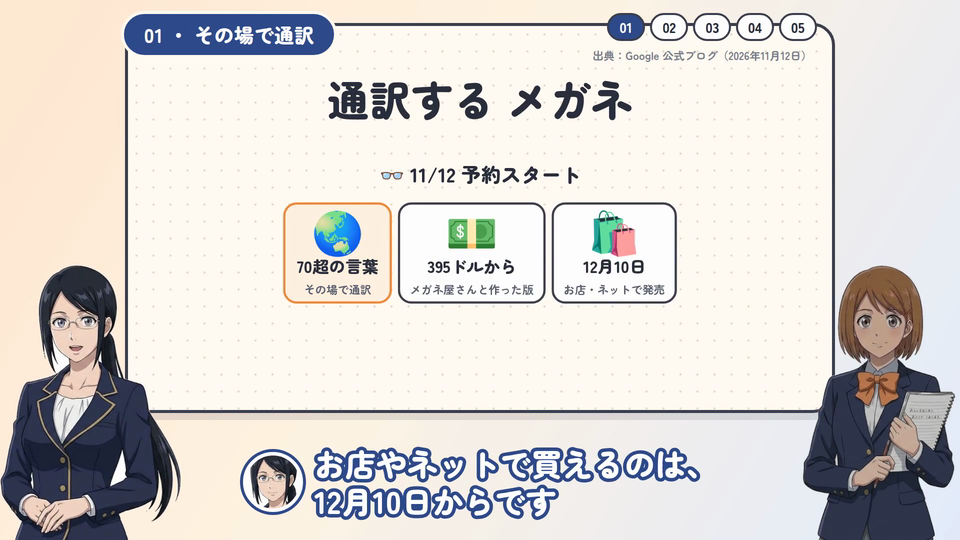 01 ・ その場で通訳
01 02 03 04 05
出典：Google 公式ブログ（2026年11月12日）
通訳する メガネ
11/12 予約スタート
70超の言葉
その場で通訳
395ドルから
メガネ屋さんと作った版
12月10日
お店・ネットで発売
お店やネットで買えるのは、
12月10日からです